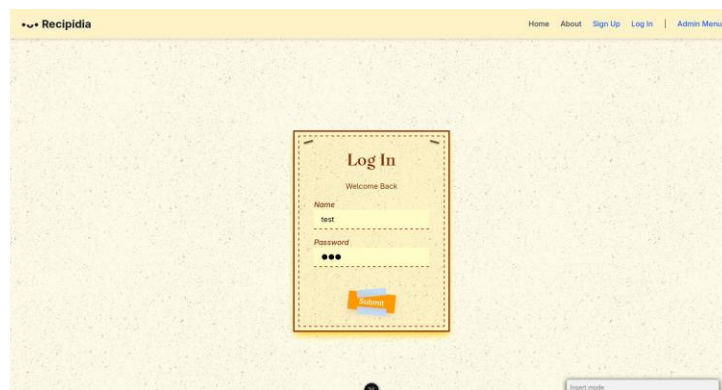 •ᴗ• Recipidia
Home About Sign Up Log In | Admin Menu
Log In
Welcome Back
Name
test
Password
●●●
Submit
Insert mode